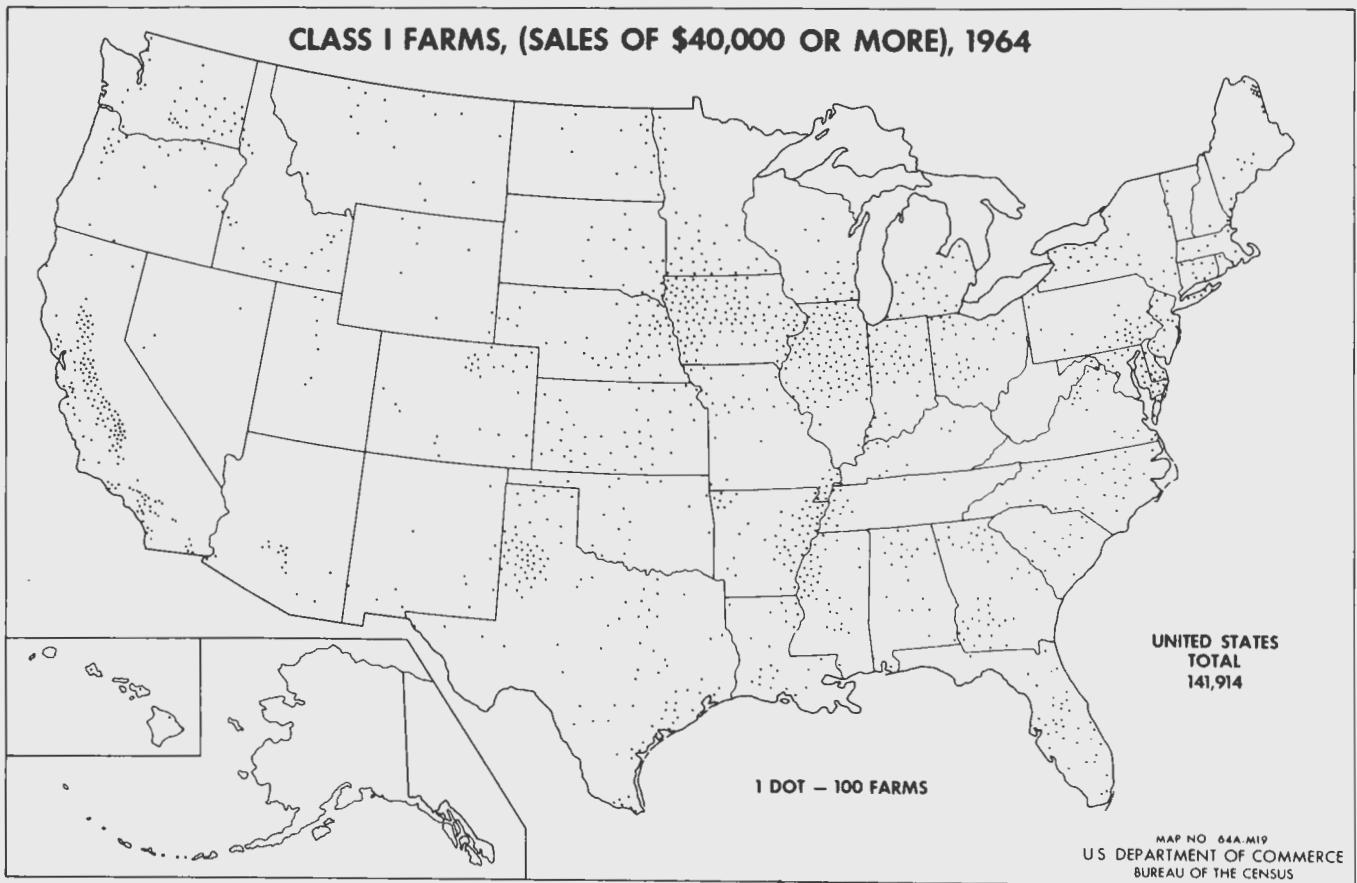 CLASS I FARMS, (SALES OF $40,000 OR MORE), 1964
UNITED STATES
TOTAL
141,914
1 DOT — 100 FARMS
MAP NO 64A.M19
U S DEPARTMENT OF COMMERCE
BUREAU OF THE CENSUS